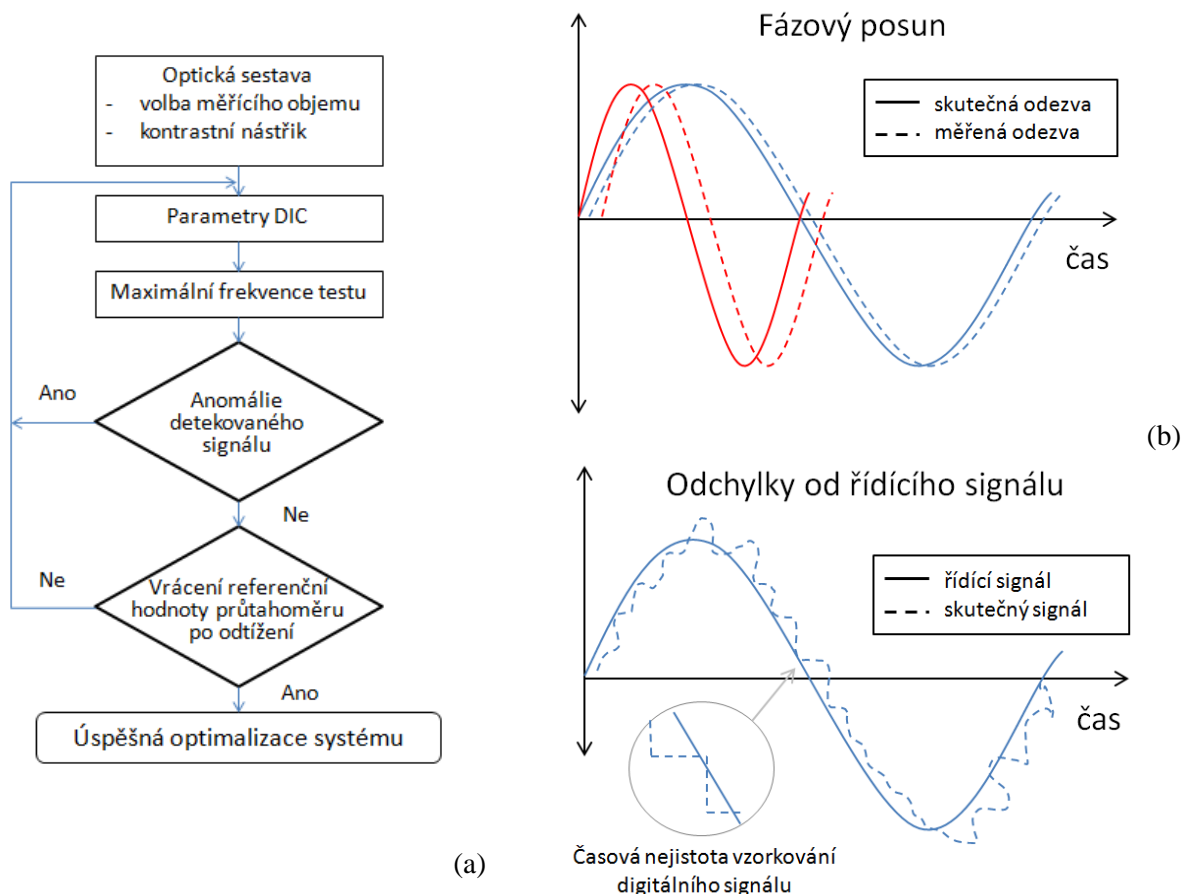 Optická sestava
- volba měřícího objemu
- kontrastní nástřik
Parametry DIC
Maximální frekvence testu
Ano
Anomálie
detekovaného
signálu
Ne
Ne
Vrácení referenční
hodnoty průtahoměru
po odtížení
Ano
Úspěšná optimalizace systému
(a)
Fázový posun
skutečná odezva
měřená odezva
čas
(b)
Odchylky od řídícího signálu
řídící signál
skutečný signál
čas
Časová nejistota vzorkování
digitálního signálu